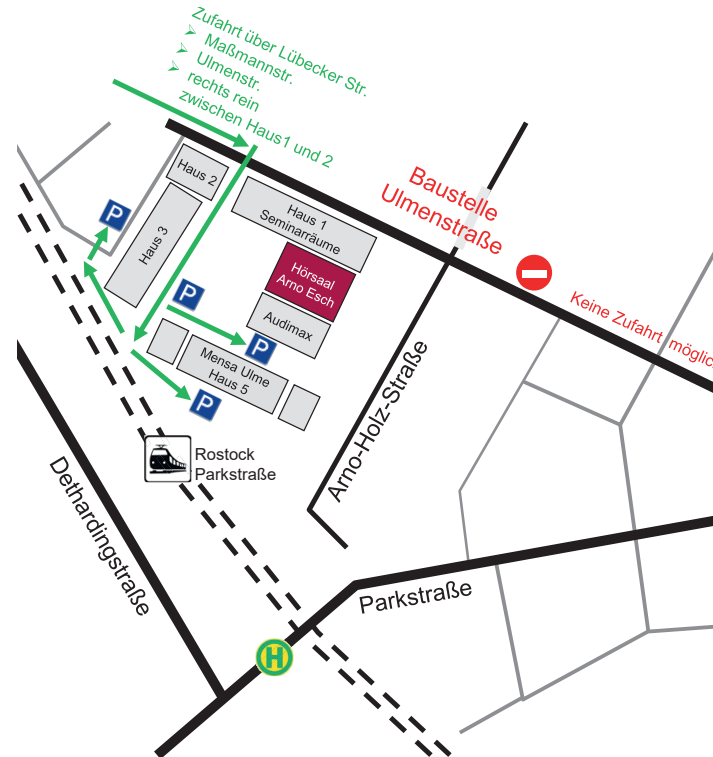 Zufahrt über Lübecker Str.
➢ Maßmannstr.
➢ Ulmenstr.
➢ rechts rein
zwischen Haus1 und 2
Baustelle
Ulmenstraße
Keine Zufahrt möglic
Haus 2
Haus 3
Haus 1
Seminarräume
Hörsaal
Arno Esch
Audimax
Mensa Ulme
Haus 5
P
P
P
P
Arno-Holz-Straße
Rostock
Parkstraße
Dethardingstraße
Parkstraße
H